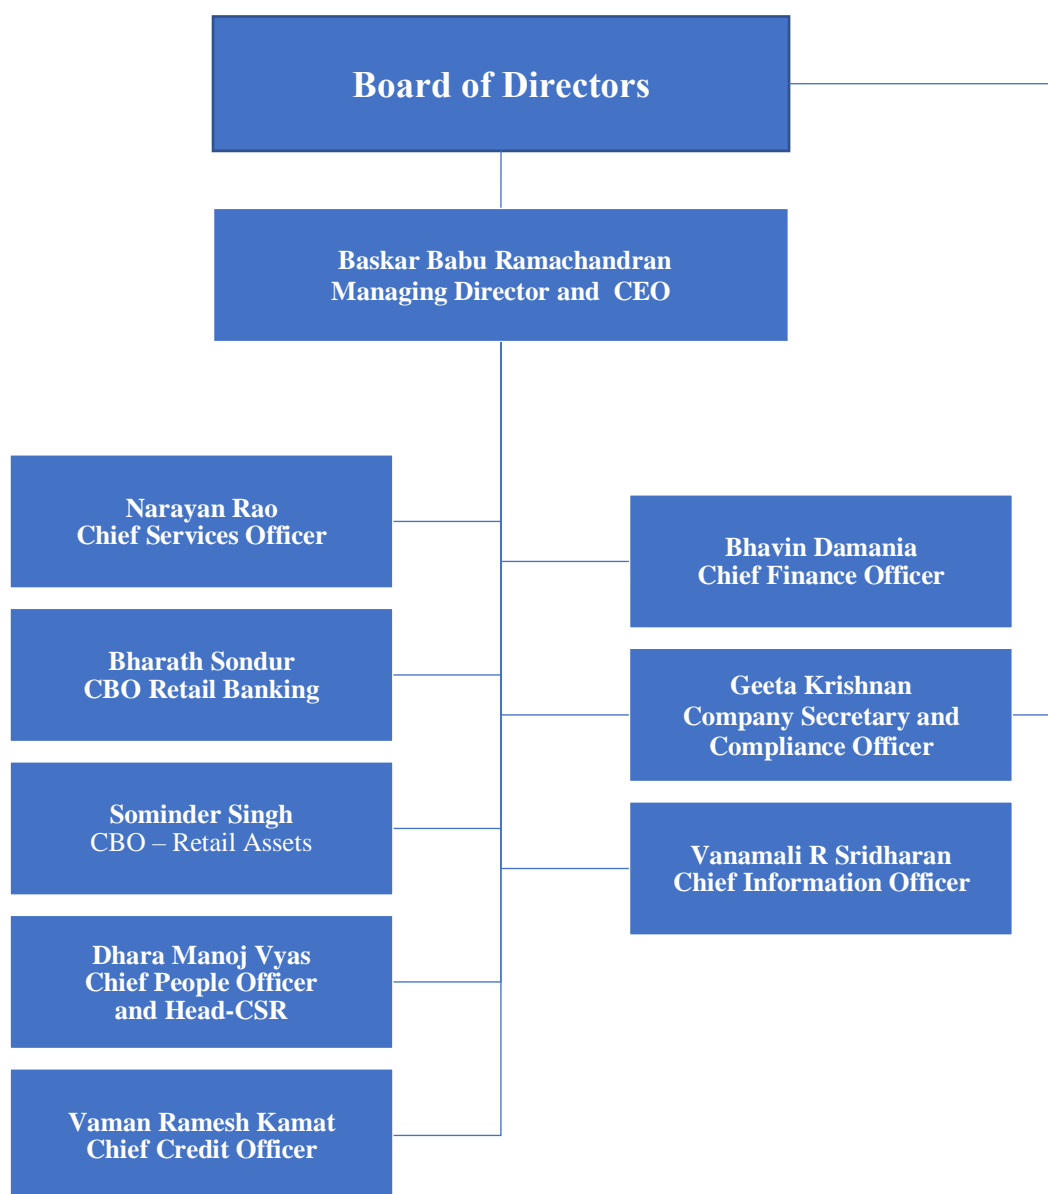 Board of Directors
Baskar Babu Ramachandran
Managing Director and CEO
Narayan Rao
Chief Services Officer
Bhavin Damania
Chief Finance Officer
Bharath Sondur
CBO Retail Banking
Geeta Krishnan
Company Secretary and
Compliance Officer
Sominder Singh
CBO – Retail Assets
Vanamali R Sridharan
Chief Information Officer
Dhara Manoj Vyas
Chief People Officer
and Head-CSR
Vaman Ramesh Kamat
Chief Credit Officer